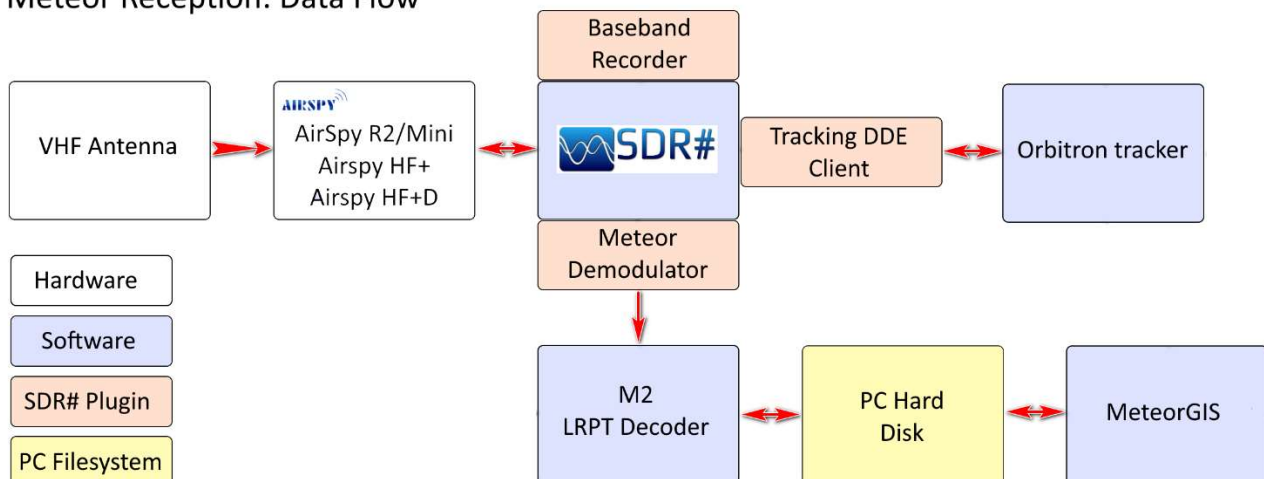 Meteor Reception: Data Flow
Baseband
Recorder
VHF Antenna
AIRSPY
AirSpy R2/Mini
Airspy HF+
Airspy HF+D
SDR#
Tracking DDE
Client
Orbitron tracker
Meteor
Demodulator
Hardware
Software
SDR# Plugin
PC Filesystem
M2
LRPT Decoder
PC Hard
Disk
MeteorGIS